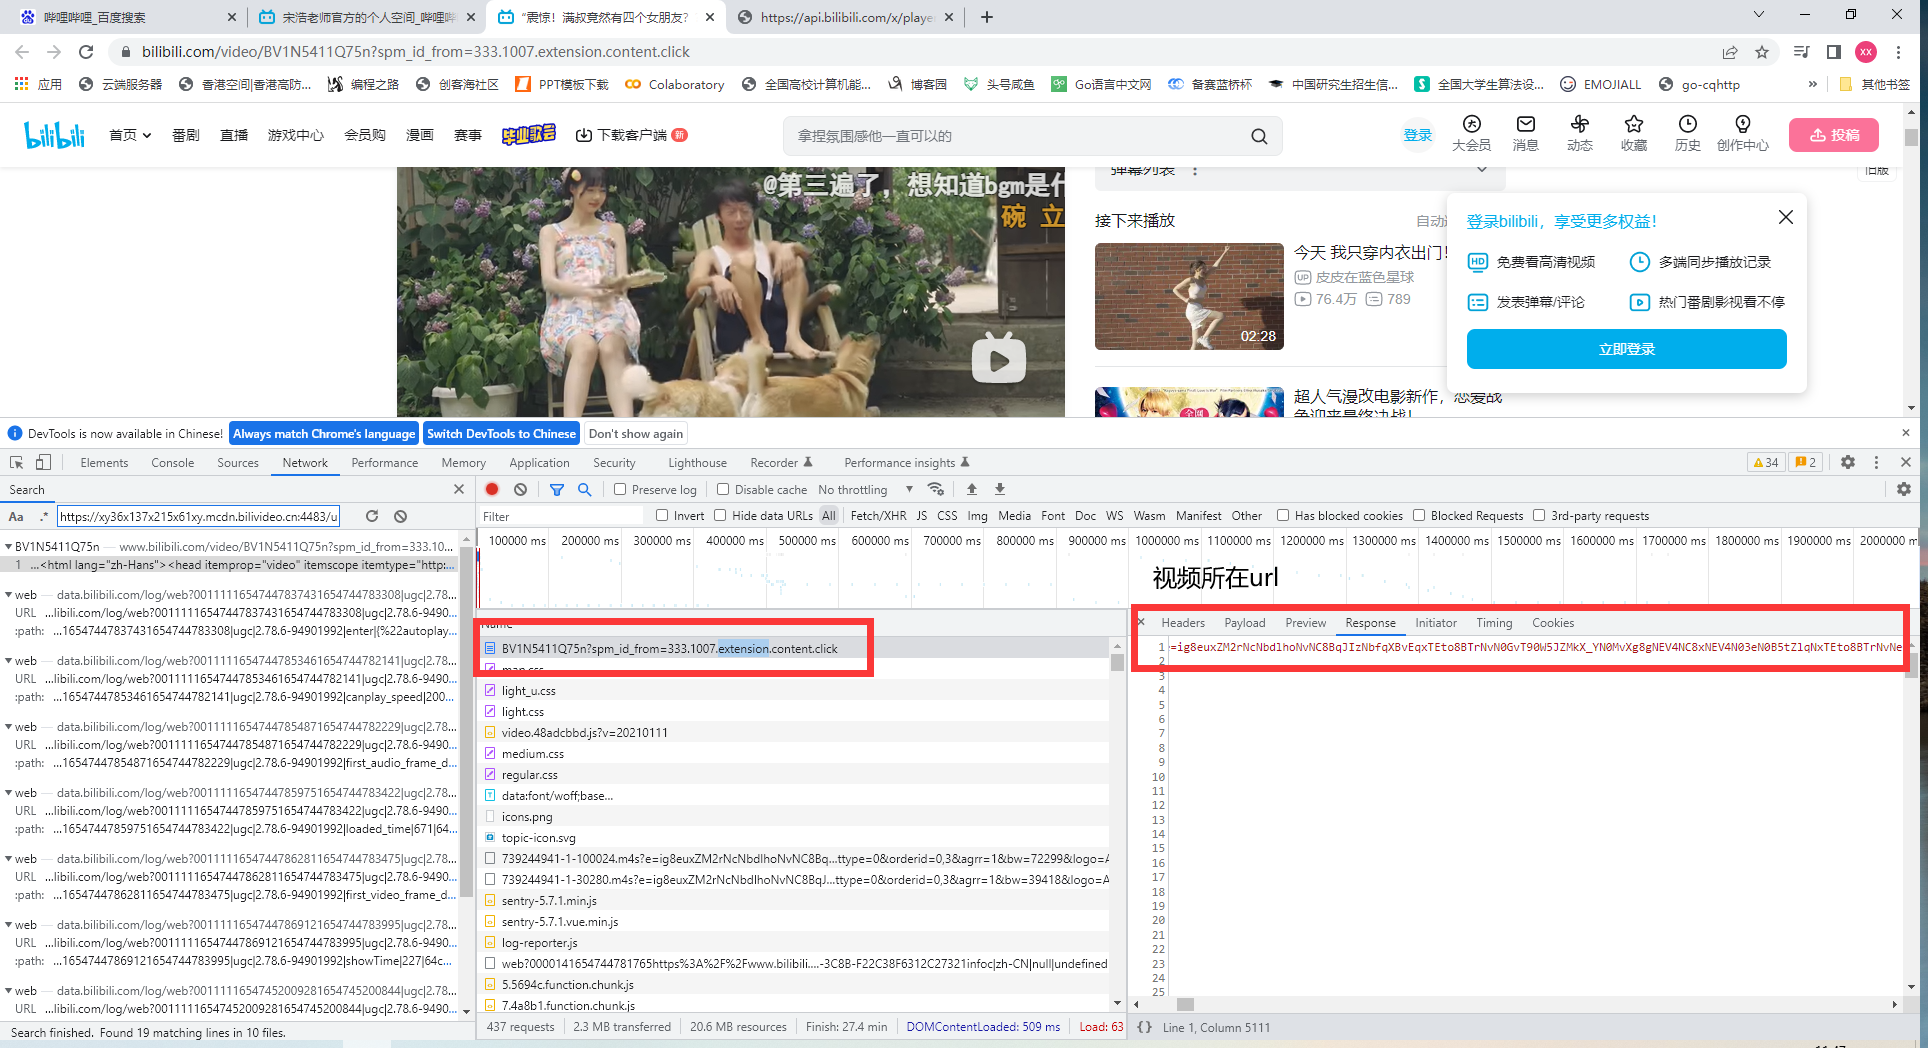 哔哩哔哩_百度搜索
宋浩老师官方的个人空间_哔哩哔
“震惊！满叔竟然有四个女朋友？
https://api.bilibili.com/x/playe
bilibili.com/video/BV1N5411Q75n?spm_id_from=333.1007.extension.content.click
XX
应用
云端服务器
香港空间|香港高防...
编程之路
创客海社区
PPT模板下载
Colaboratory
全国高校计算机能...
博客园
头号咸鱼
Go语言中文网
备赛蓝桥杯
中国研究生招生信...
全国大学生算法设...
EMOJIALL
go-cqhttp
»
其他书签
bilibili
首页
番剧
直播
游戏中心
会员购
漫画
赛事
毕业歌会
下载客户端
新
拿捏氛围感他一直可以的
登录
大会员
消息
动态
收藏
历史
创作中心
投稿
@第三遍了，想知道bgm是什
碗 立
弹幕列表
旧版
接下来播放
自动
今天 我只穿内衣出门！
UP 皮皮在蓝色星球
76.4万 789
02:28
超人气漫改电影新作，恋爱战
争迎来最终决战！
登录bilibili，享受更多权益！
HD 免费看高清视频
多端同步播放记录
发表弹幕/评论
热门番剧影视看不停
立即登录
DevTools is now available in Chinese!
Always match Chrome's language
Switch DevTools to Chinese
Don't show again
Elements
Console
Sources
Network
Performance
Memory
Application
Security
Lighthouse
Recorder
Performance insights
34
2
Search
Preserve log
Disable cache
No throttling
Aa .* https://xy36x137x215x61xy.mcdn.bilivideo.cn:4483/u
Filter
Invert
Hide data URLs
All
Fetch/XHR JS CSS Img Media Font Doc WS Wasm Manifest Other
Has blocked cookies
Blocked Requests
3rd-party requests
100000 ms
200000 ms
300000 ms
400000 ms
500000 ms
600000 ms
700000 ms
800000 ms
900000 ms
1000000 ms
1100000 ms
1200000 ms
1300000 ms
1400000 ms
1500000 ms
1600000 ms
1700000 ms
1800000 ms
1900000 ms
2000000 m
视频所在url
BV1N5411Q75n — www.bilibili.com/video/BV1N5411Q75n?spm_id_from=333.10...
1 ...<html lang="zh-Hans"><head itemprop="video" itemscope itemtype="http:...
web — data.bilibili.com/log/web?001111165474478374316547447833​08|ugc|2.78...
URL ...libili.com/log/web?00111116547447837431654744783308|ugc|2.78.6-9490...
:path: ...16547447837431654744783308|ugc|2.78.6-94901992|enter|{%22autoplay...
web — data.bilibili.com/log/web?00111116547447853461654744782141|ugc|2.78...
URL ...libili.com/log/web?00111116547447853461654744782141|ugc|2.78.6-9490...
:path: ...16547447853461654744782141|ugc|2.78.6-94901992|canplay_speed|200...
web — data.bilibili.com/log/web?00111116547447854871654744782229|ugc|2.78...
URL ...libili.com/log/web?00111116547447854871654744782229|ugc|2.78.6-9490...
:path: ...16547447854871654744782229|ugc|2.78.6-94901992|first_audio_frame_d...
web — data.bilibili.com/log/web?00111116547447859751654744783422|ugc|2.78...
URL ...libili.com/log/web?00111116547447859751654744783422|ugc|2.78.6-9490...
:path: ...16547447859751654744783422|ugc|2.78.6-94901992|loaded_time|671|64...
web — data.bilibili.com/log/web?00111116547447862811654744783475|ugc|2.78...
URL ...libili.com/log/web?00111116547447862811654744783475|ugc|2.78.6-9490...
:path: ...16547447862811654744783475|ugc|2.78.6-94901992|first_video_frame_d...
web — data.bilibili.com/log/web?00111116547447869121654744783995|ugc|2.78...
URL ...libili.com/log/web?00111116547447869121654744783995|ugc|2.78.6-9490...
:path: ...16547447869121654744783995|ugc|2.78.6-94901992|showTime|227|64c...
web — data.bilibili.com/log/web?00111116547452009281654745200844|ugc|2.78...
URL ...libili.com/log/web?00111116547452009281654745200844|ugc|2.78.6-9490...
Search finished. Found 19 matching lines in 10 files.
Name
BV1N5411Q75n?spm_id_from=333.1007.extension.content.click
map.css
light_u.css
light.css
video.48adcbbd.js?v=20210111
medium.css
regular.css
data:font/woff;base...
icons.png
topic-icon.svg
739244941-1-100024.m4s?e=ig8euxZM2rNcNbdlhoNvNC8Bq...ttype=0&orderid=0,3&agrr=1&bw=72299&logo=A
739244941-1-30280.m4s?e=ig8euxZM2rNcNbdlhoNvNC8BqJ...ttype=0&orderid=0,3&agrr=1&bw=39418&logo=A
sentry-5.7.1.min.js
sentry-5.7.1.vue.min.js
log-reporter.js
web?0000141654744781765https%3A%2F%2Fwww.bilibili....-3C8B-F22C38F6312C27321infoc|zh-CN|null|undefined
5.5694c.function.chunk.js
7.4a8b1.function.chunk.js
437 requests
2.3 MB transferred
20.6 MB resources
Finish: 27.4 min
DOMContentLoaded: 509 ms
Load: 63
Headers
Payload
Preview
Response
Initiator
Timing
Cookies
1 =ig8euxZM2rNcNbdlhoNvNC8BqJIzNbfqXBvEqxTEto8BTrNvN0GvT90W5JZMkX_YN0MvXg8gNEV4NC8xNEV4N03eN0B5tZlqNxTEto8BTrNvNe
2
3
4
5
6
7
8
9
10
11
12
13
14
15
16
17
18
19
20
21
22
23
24
25
{ } Line 1, Column 5111